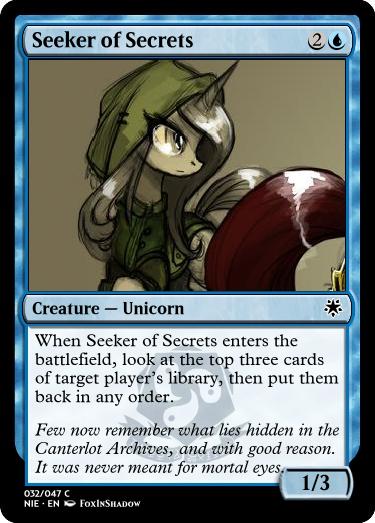 Seeker of Secrets 2
Creature — Unicorn
When Seeker of Secrets enters the
battlefield, look at the top three cards
of target player's library, then put them
back in any order.
Few now remember what lies hidden in the
Canterlot Archives, and with good reason.
It was never meant for mortal eyes.
1/3
032/047 C
NIE • EN FoxInShadow